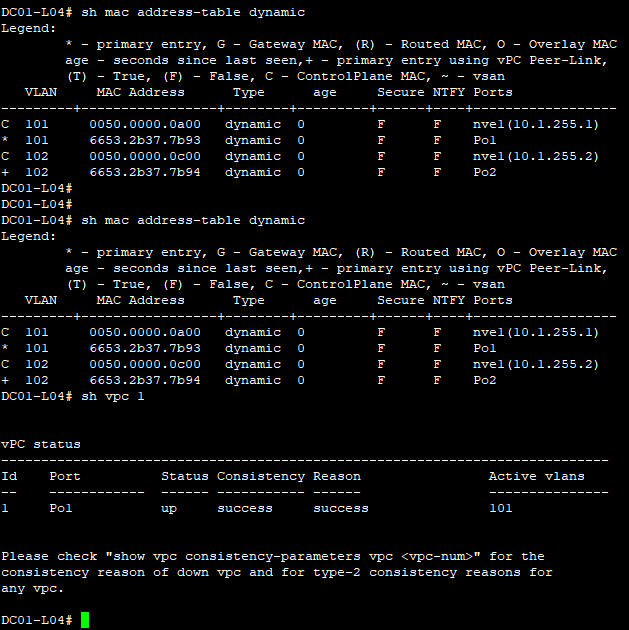 DC01-L04# sh mac address-table dynamic
Legend:
        * - primary entry, G - Gateway MAC, (R) - Routed MAC, O - Overlay MAC
        age - seconds since last seen,+ - primary entry using vPC Peer-Link,
        (T) - True, (F) - False, C - ControlPlane MAC, ~ - vsan
   VLAN     MAC Address      Type      age     Secure NTFY Ports
---------+-----------------+--------+---------+------+----+------------------
C  101     0050.0000.0a00   dynamic  0         F      F    nve1(10.1.255.1)
*  101     6653.2b37.7b93   dynamic  0         F      F    Po1
C  102     0050.0000.0c00   dynamic  0         F      F    nve1(10.1.255.2)
+  102     6653.2b37.7b94   dynamic  0         F      F    Po2
DC01-L04#
DC01-L04#
DC01-L04# sh mac address-table dynamic
Legend:
        * - primary entry, G - Gateway MAC, (R) - Routed MAC, O - Overlay MAC
        age - seconds since last seen,+ - primary entry using vPC Peer-Link,
        (T) - True, (F) - False, C - ControlPlane MAC, ~ - vsan
   VLAN     MAC Address      Type      age     Secure NTFY Ports
---------+-----------------+--------+---------+------+----+------------------
C  101     0050.0000.0a00   dynamic  0         F      F    nve1(10.1.255.1)
*  101     6653.2b37.7b93   dynamic  0         F      F    Po1
C  102     0050.0000.0c00   dynamic  0         F      F    nve1(10.1.255.2)
+  102     6653.2b37.7b94   dynamic  0         F      F    Po2
DC01-L04# sh vpc 1
vPC status
----------------------------------------------------------------------------
Id    Port          Status Consistency Reason                Active vlans
--    ------------  ------ ----------- ------                ---------------
1     Po1           up     success     success               101
Please check "show vpc consistency-parameters vpc <vpc-num>" for the
consistency reason of down vpc and for type-2 consistency reasons for
any vpc.
DC01-L04#